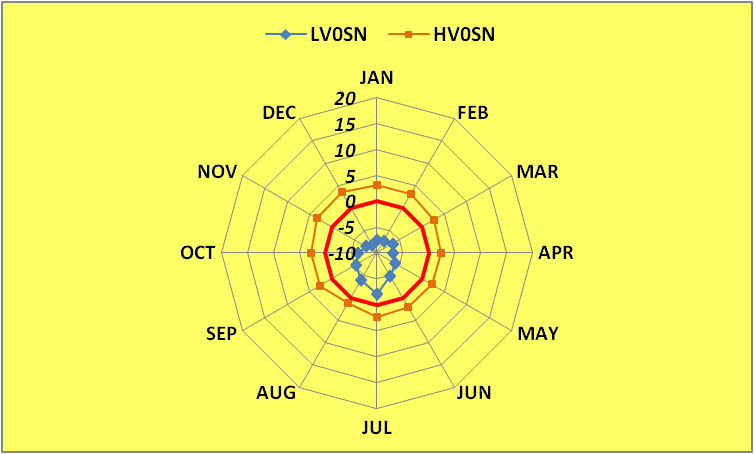 LV0SN HV0SN
JAN
FEB
MAR
APR
MAY
JUN
JUL
AUG
SEP
OCT
NOV
DEC
20
15
10
5
0
-5
-10